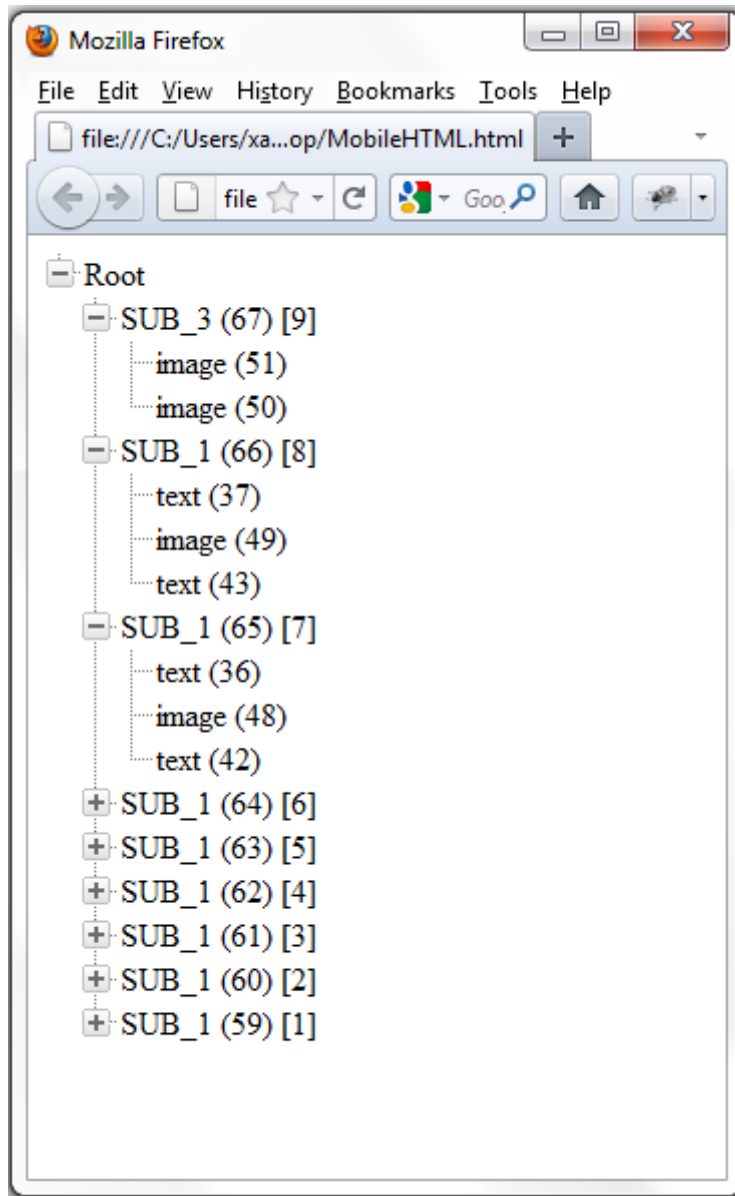 Mozilla Firefox
File Edit View History Bookmarks Tools Help
file:///C:/Users/xa...op/MobileHTML.html
file Goo
Root
SUB_3 (67) [9]
image (51)
image (50)
SUB_1 (66) [8]
text (37)
image (49)
text (43)
SUB_1 (65) [7]
text (36)
image (48)
text (42)
SUB_1 (64) [6]
SUB_1 (63) [5]
SUB_1 (62) [4]
SUB_1 (61) [3]
SUB_1 (60) [2]
SUB_1 (59) [1]